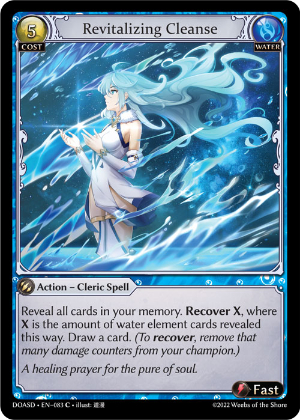 5
Revitalizing Cleanse
COST
WATER
Action – Cleric Spell
Reveal all cards in your memory. Recover X, where
X is the amount of water element cards revealed
this way. Draw a card. (To recover, remove that
many damage counters from your champion.)
A healing prayer for the pure of soul.
Fast
DOASD • EN-083 C • illust:
©2022 Weebs of the Shore